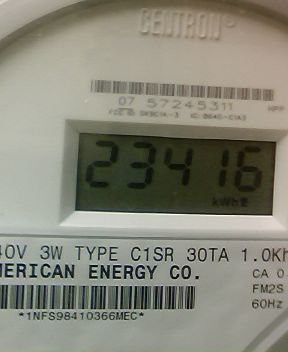 CENTRON
07 57245311
23416
kWh
40V 3W TYPE C1SR 30TA 1.0Kh
MERICAN ENERGY CO.
CA 0.
FM2S
60Hz
*1NFS98410366MEC*